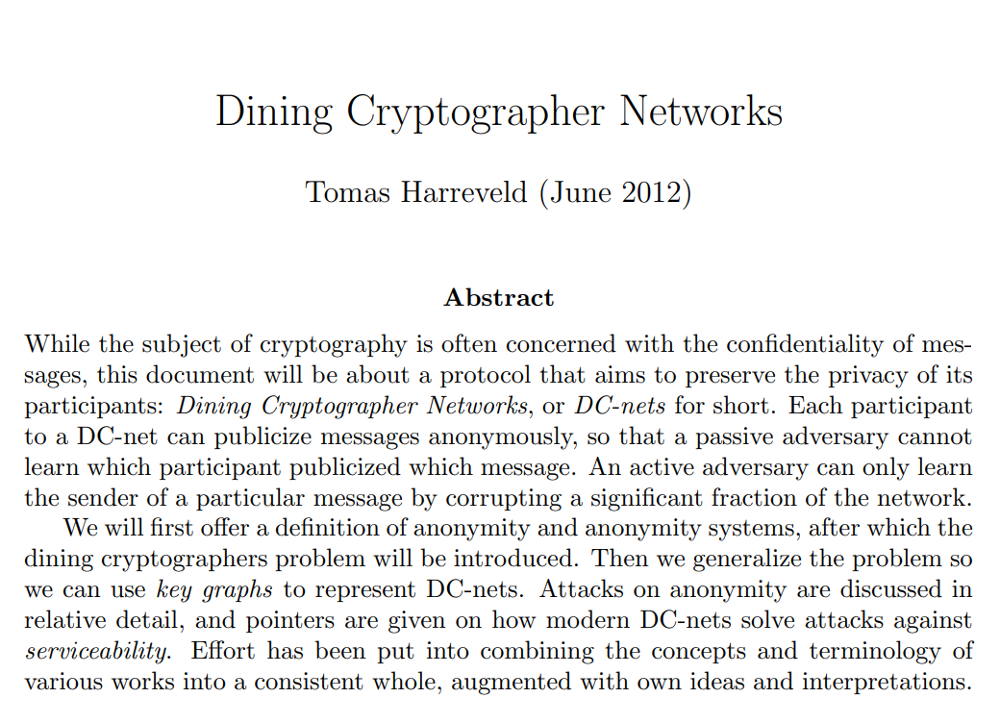 Dining Cryptographer Networks
Tomas Harreveld (June 2012)
Abstract
While the subject of cryptography is often concerned with the confidentiality of mes-
sages, this document will be about a protocol that aims to preserve the privacy of its
participants: Dining Cryptographer Networks, or DC-nets for short. Each participant
to a DC-net can publicize messages anonymously, so that a passive adversary cannot
learn which participant publicized which message. An active adversary can only learn
the sender of a particular message by corrupting a significant fraction of the network.
We will first offer a definition of anonymity and anonymity systems, after which the
dining cryptographers problem will be introduced. Then we generalize the problem so
we can use key graphs to represent DC-nets. Attacks on anonymity are discussed in
relative detail, and pointers are given on how modern DC-nets solve attacks against
serviceability. Effort has been put into combining the concepts and terminology of
various works into a consistent whole, augmented with own ideas and interpretations.